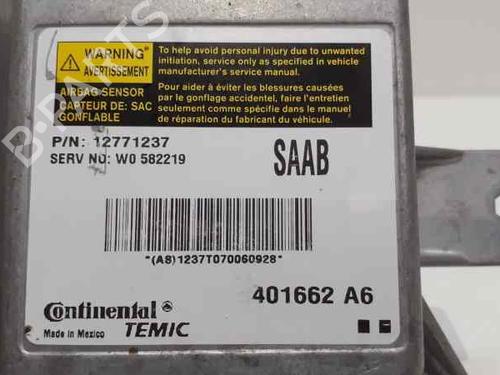 WARNING
AVERTISSEMENT
AIRBAG SENSOR
CAPTEUR DE: SAC
GONFLABLE
To help avoid personal injury due to unwanted
initiation, service only as specified in vehicle
manufacturer's service manual.
Pour aider à éviter les blessures causées
par le gonflage accidentel, faire l'entretien
seulement comme spécifié dans le manuel
de réparation du fabricant du véhicule.
P/N: 12771237
SERV NO: W0 582219
SAAB
*(A8)1237T070060928*
Continental
TEMIC
Made in Mexico
401662 A6
B-PARTS